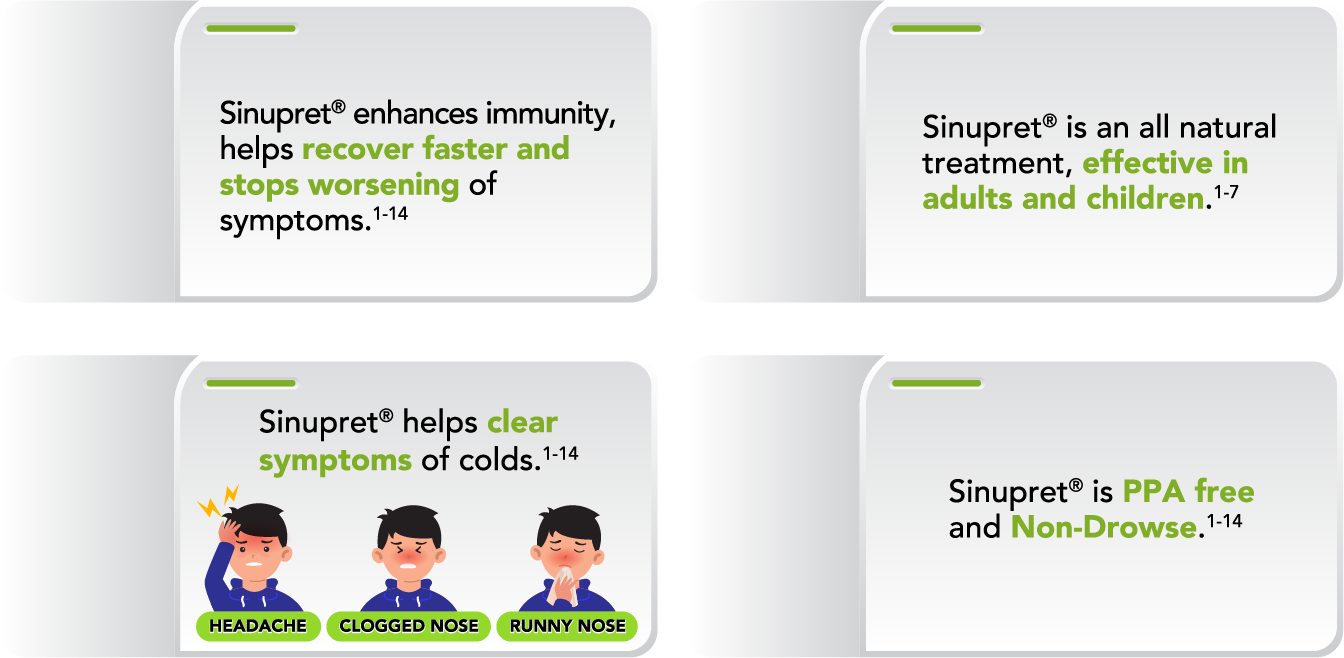 Sinupret® enhances immunity,
helps recover faster and
stops worsening of
symptoms.1-14
Sinupret® is an all natural
treatment, effective in
adults and children.1-7
Sinupret® helps clear
symptoms of colds.1-14
HEADACHE
CLOGGED NOSE
RUNNY NOSE
Sinupret® is PPA free
and Non-Drowse.1-14